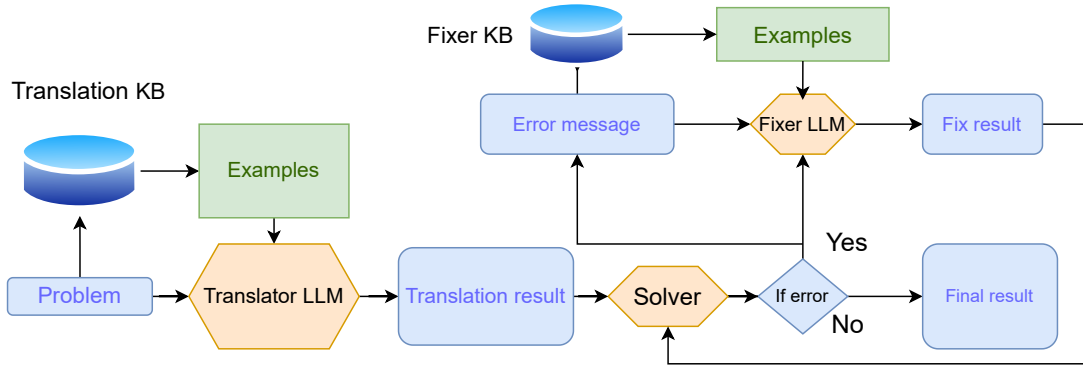 Fixer KB
Examples
Translation KB
Error message
Fixer LLM
Fix result
Examples
Yes
Problem
Translator LLM
Translation result
Solver
If error
Final result
No